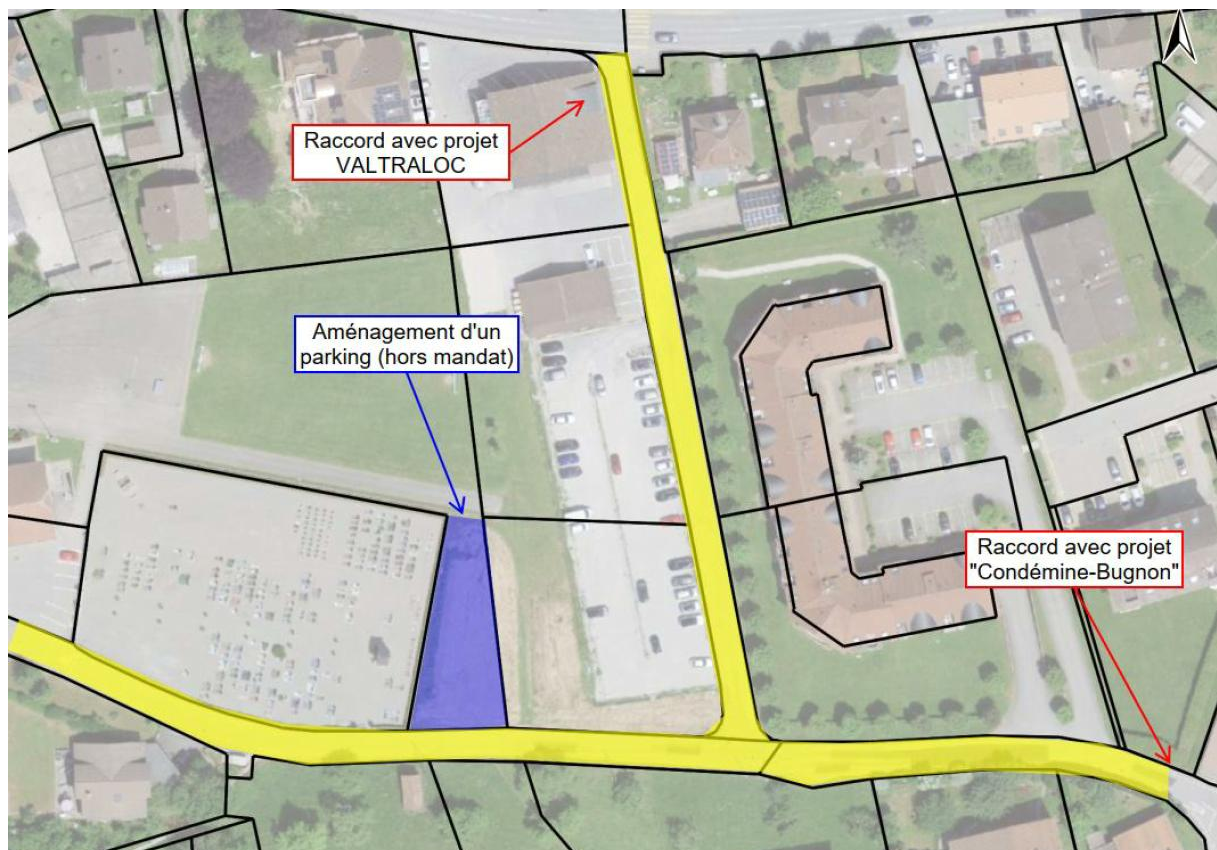 Raccord avec projet
VALTRALOC
Aménagement d'un
parking (hors mandat)
Raccord avec projet
"Condémine-Bugnon"